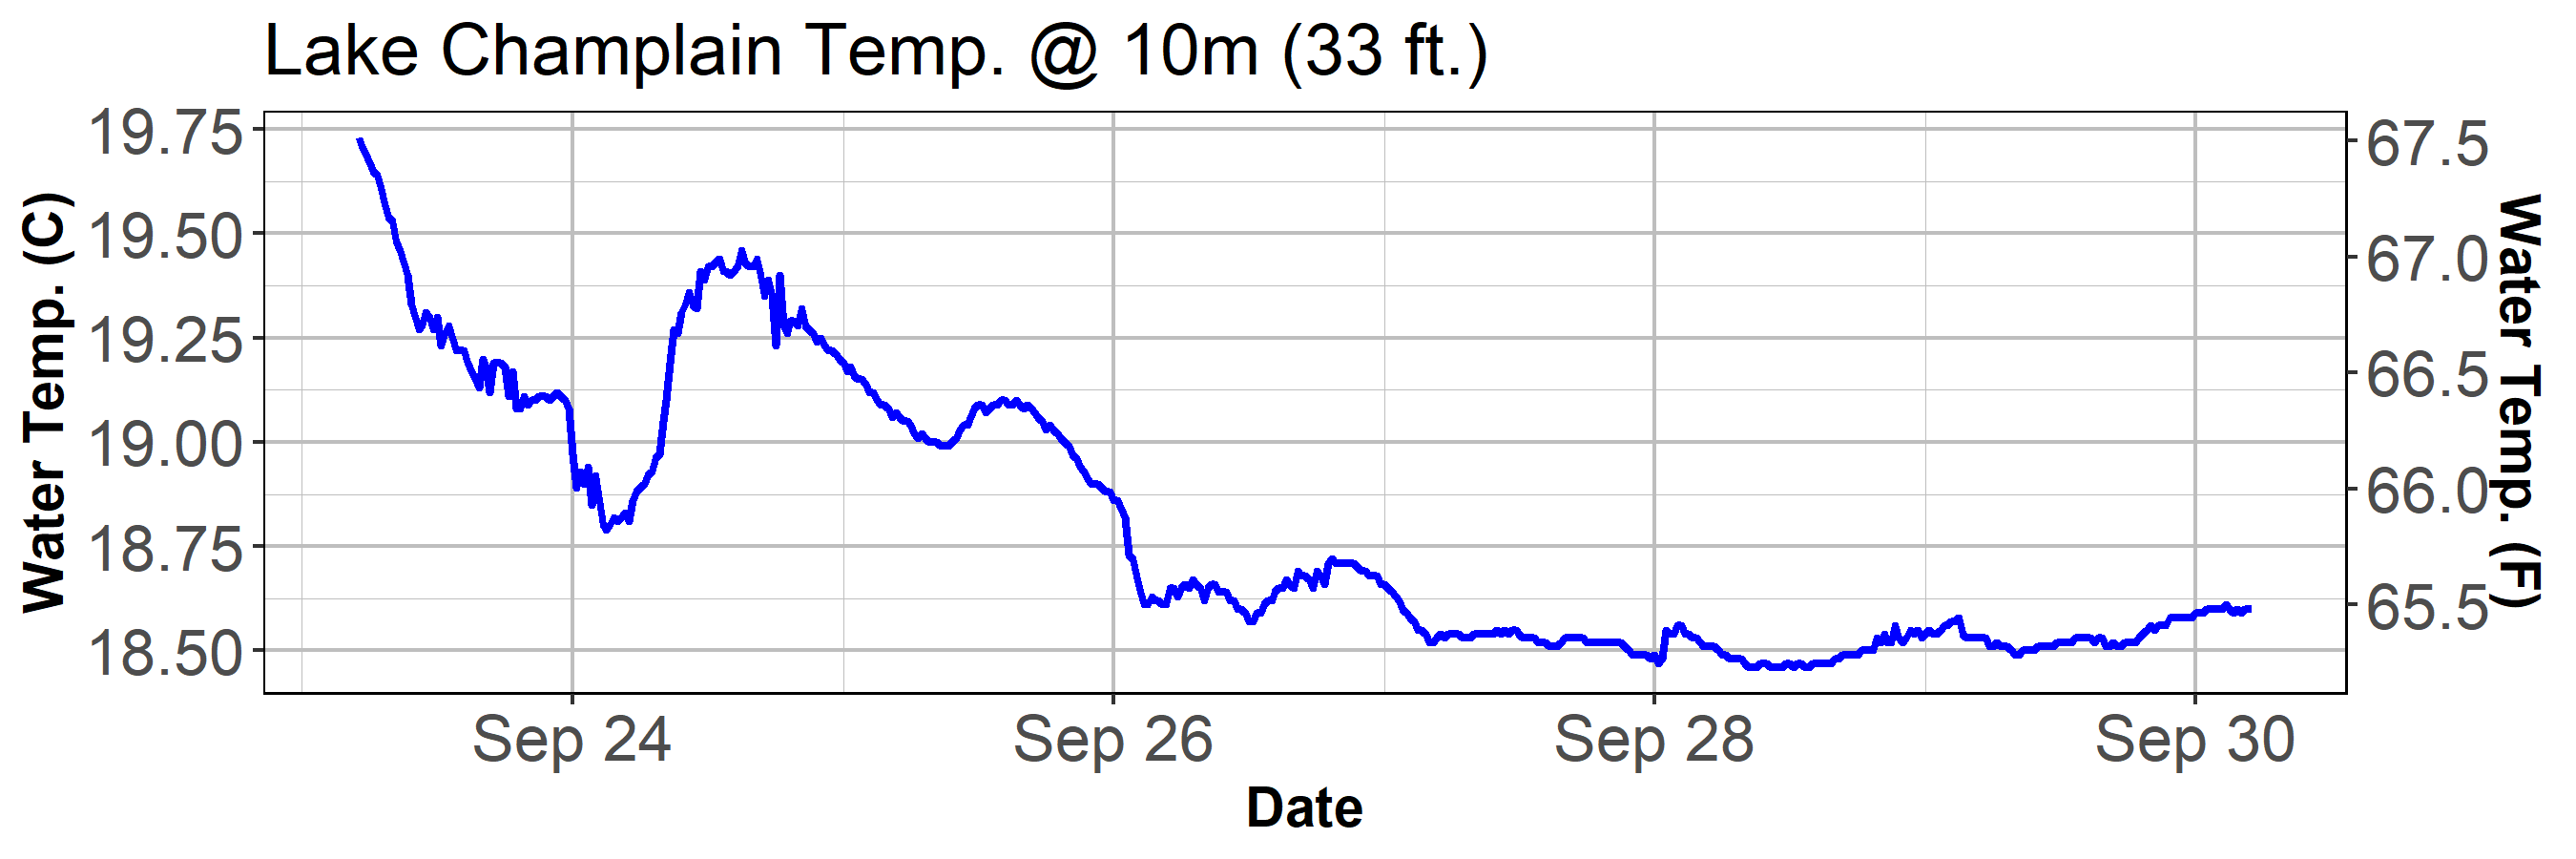 Lake Champlain Temp. @ 10m (33 ft.)
Water Temp. (C)
19.75
19.50
19.25
19.00
18.75
18.50
67.5
67.0
66.5
66.0
65.5
Water Temp. (F)
Sep 24 Sep 26 Sep 28 Sep 30
Date